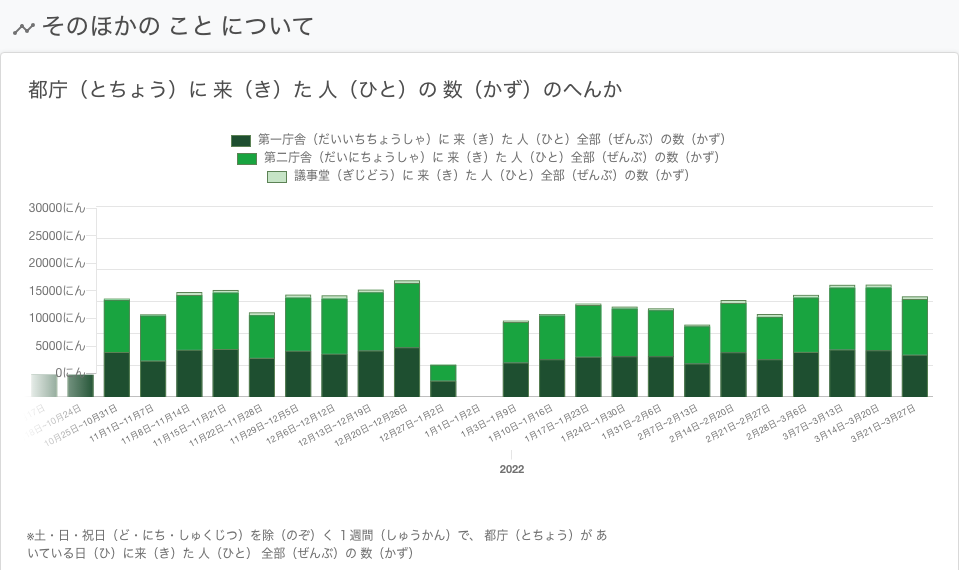 そのほかの こと について
都庁（とちょう）に 来（き）た 人（ひと）の 数（かず）のへんか
第一庁舎（だいいちちょうしゃ）に 来（き）た 人（ひと）全部（ぜんぶ）の数（かず）
第二庁舎（だいにちょうしゃ）に 来（き）た 人（ひと）全部（ぜんぶ）の数（かず）
議事堂（ぎじどう）に 来（き）た 人（ひと）全部（ぜんぶ）の数（かず）
30000にん
25000にん
20000にん
15000にん
10000にん
5000にん
0にん
10月24日
10月25日~10月31日
11月1日~11月7日
11月8日~11月14日
11月15日~11月21日
11月22日~11月28日
11月29日~12月5日
12月6日~12月12日
12月13日~12月19日
12月20日~12月26日
12月27日~1月2日
1月1日~1月2日
1月3日~1月9日
1月10日~1月16日
1月17日~1月23日
1月24日~1月30日
1月31日~2月6日
2月7日~2月13日
2月14日~2月20日
2月21日~2月27日
2月28日~3月6日
3月7日~3月13日
3月14日~3月20日
3月21日~3月27日
2022
※土・日・祝日（ど・にち・しゅくじつ）を除（のぞ）く １週間（しゅうかん）で、 都庁（とちょう）が あ
いている日（ひ）に来（き）た 人（ひと） 全部（ぜんぶ）の 数（かず）